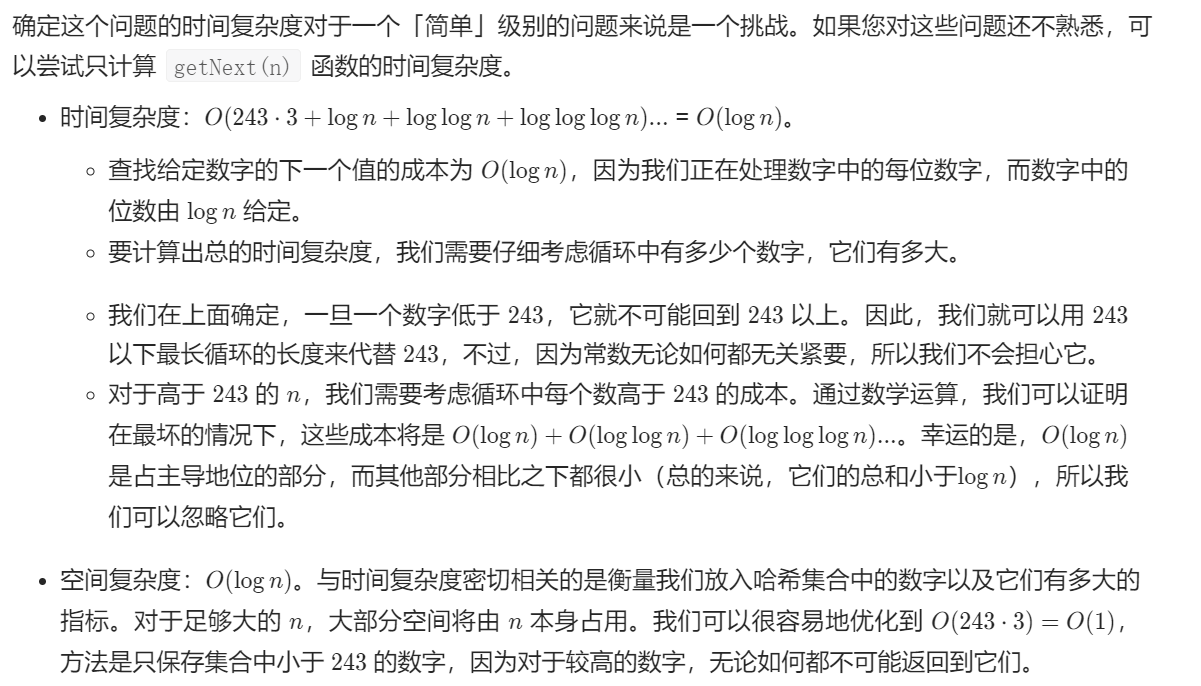 确定这个问题的时间复杂度对于一个「简单」级别的问题来说是一个挑战。如果您对这些问题还不熟悉，可
以尝试只计算 getNext(n) 函数的时间复杂度。
• 时间复杂度：O(243 · 3 + log n + log log n + log log log n)... = O(log n)。
◦ 查找给定数字的下一个值的成本为 O(log n)，因为我们正在处理数字中的每位数字，而数字中的
位数由 log n 给定。
◦ 要计算出总的时间复杂度，我们需要仔细考虑循环中有多少个数字，它们有多大。
◦ 我们在上面确定，一旦一个数字低于 243，它就不可能回到 243 以上。因此，我们就可以用 243
以下最长循环的长度来代替 243，不过，因为常数无论如何都无关紧要，所以我们不会担心它。
◦ 对于高于 243 的 n，我们需要考虑循环中每个数高于 243 的成本。通过数学运算，我们可以证明
在最坏的情况下，这些成本将是 O(log n) + O(log log n) + O(log log log n)...。幸运的是，O(log n)
是占主导地位的部分，而其他部分相比之下都很小（总的来说，它们的总和小于log n），所以我
们可以忽略它们。
• 空间复杂度：O(log n)。与时间复杂度密切相关的是衡量我们放入哈希集合中的数字以及它们有多大的
指标。对于足够大的 n，大部分空间将由 n 本身占用。我们可以很容易地优化到 O(243 · 3) = O(1)，
方法是只保存集合中小于 243 的数字，因为对于较高的数字，无论如何都不可能返回到它们。